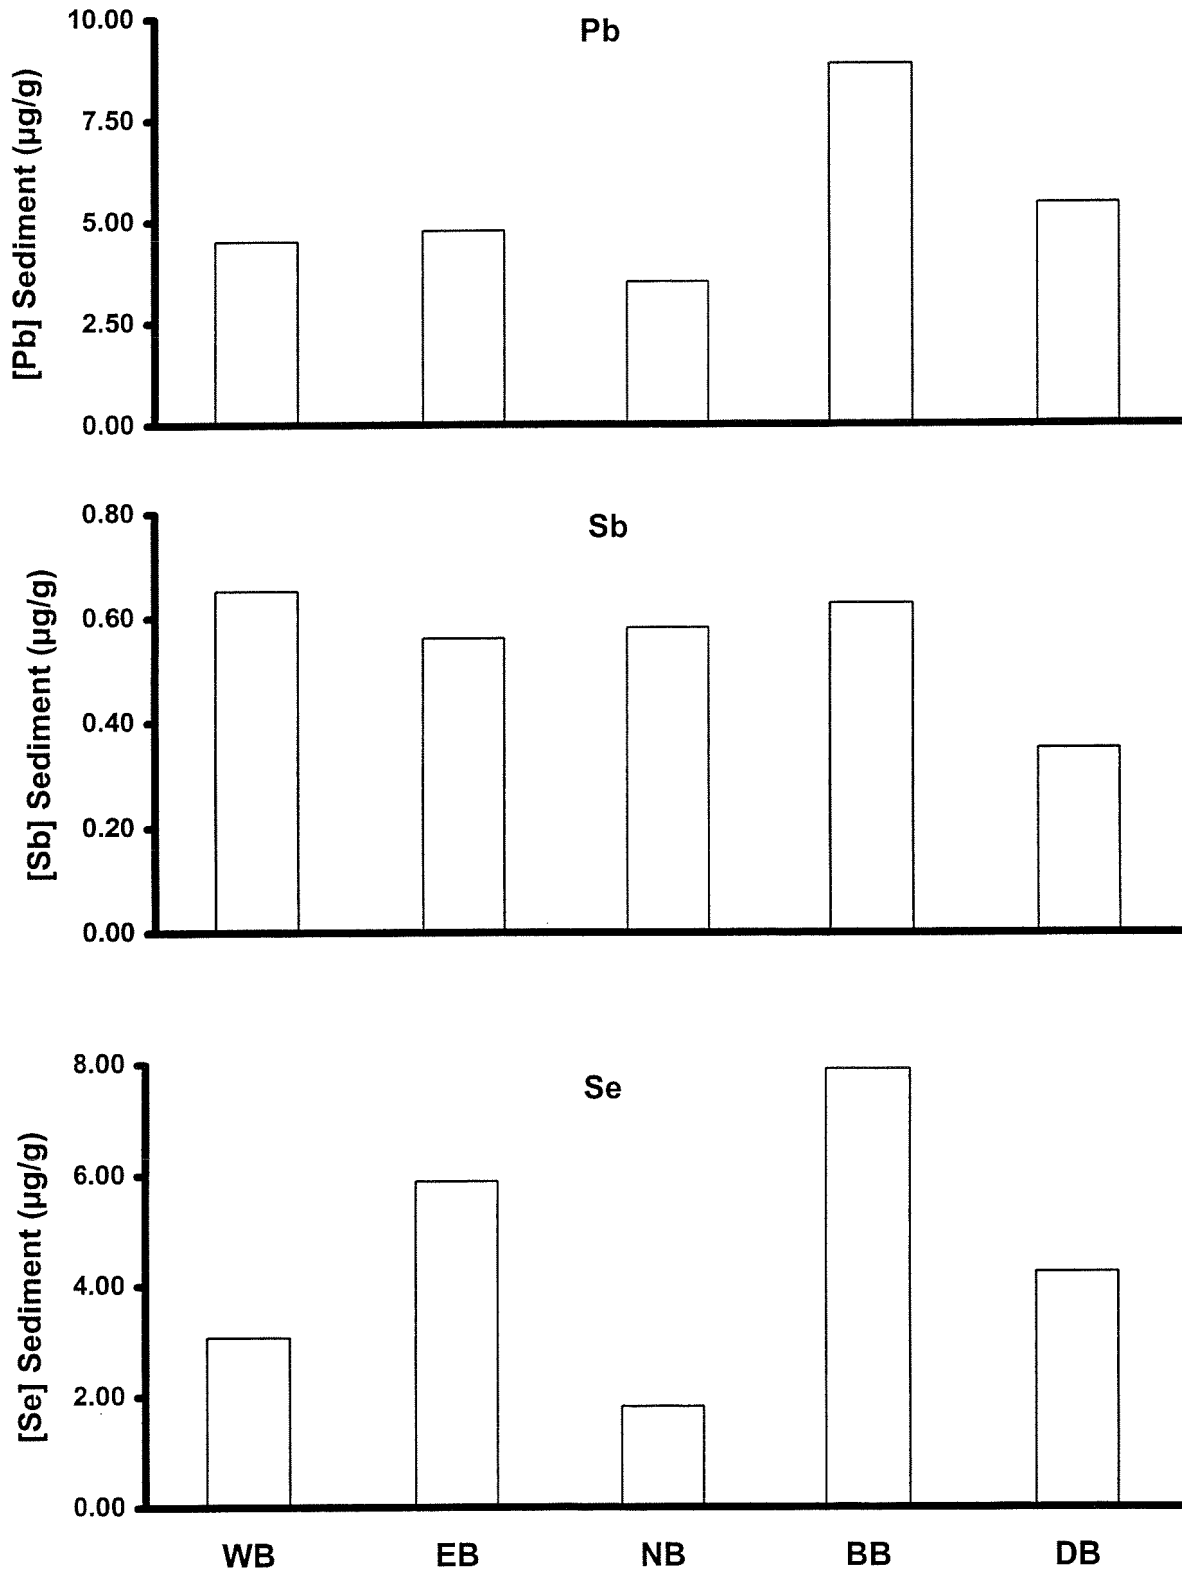 Pb
[Pb] Sediment (µg/g)
10.00
7.50
5.00
2.50
0.00
Sb
[Sb] Sediment (µg/g)
0.80
0.60
0.40
0.20
0.00
Se
[Se] Sediment (µg/g)
8.00
6.00
4.00
2.00
0.00
WB EB NB BB DB